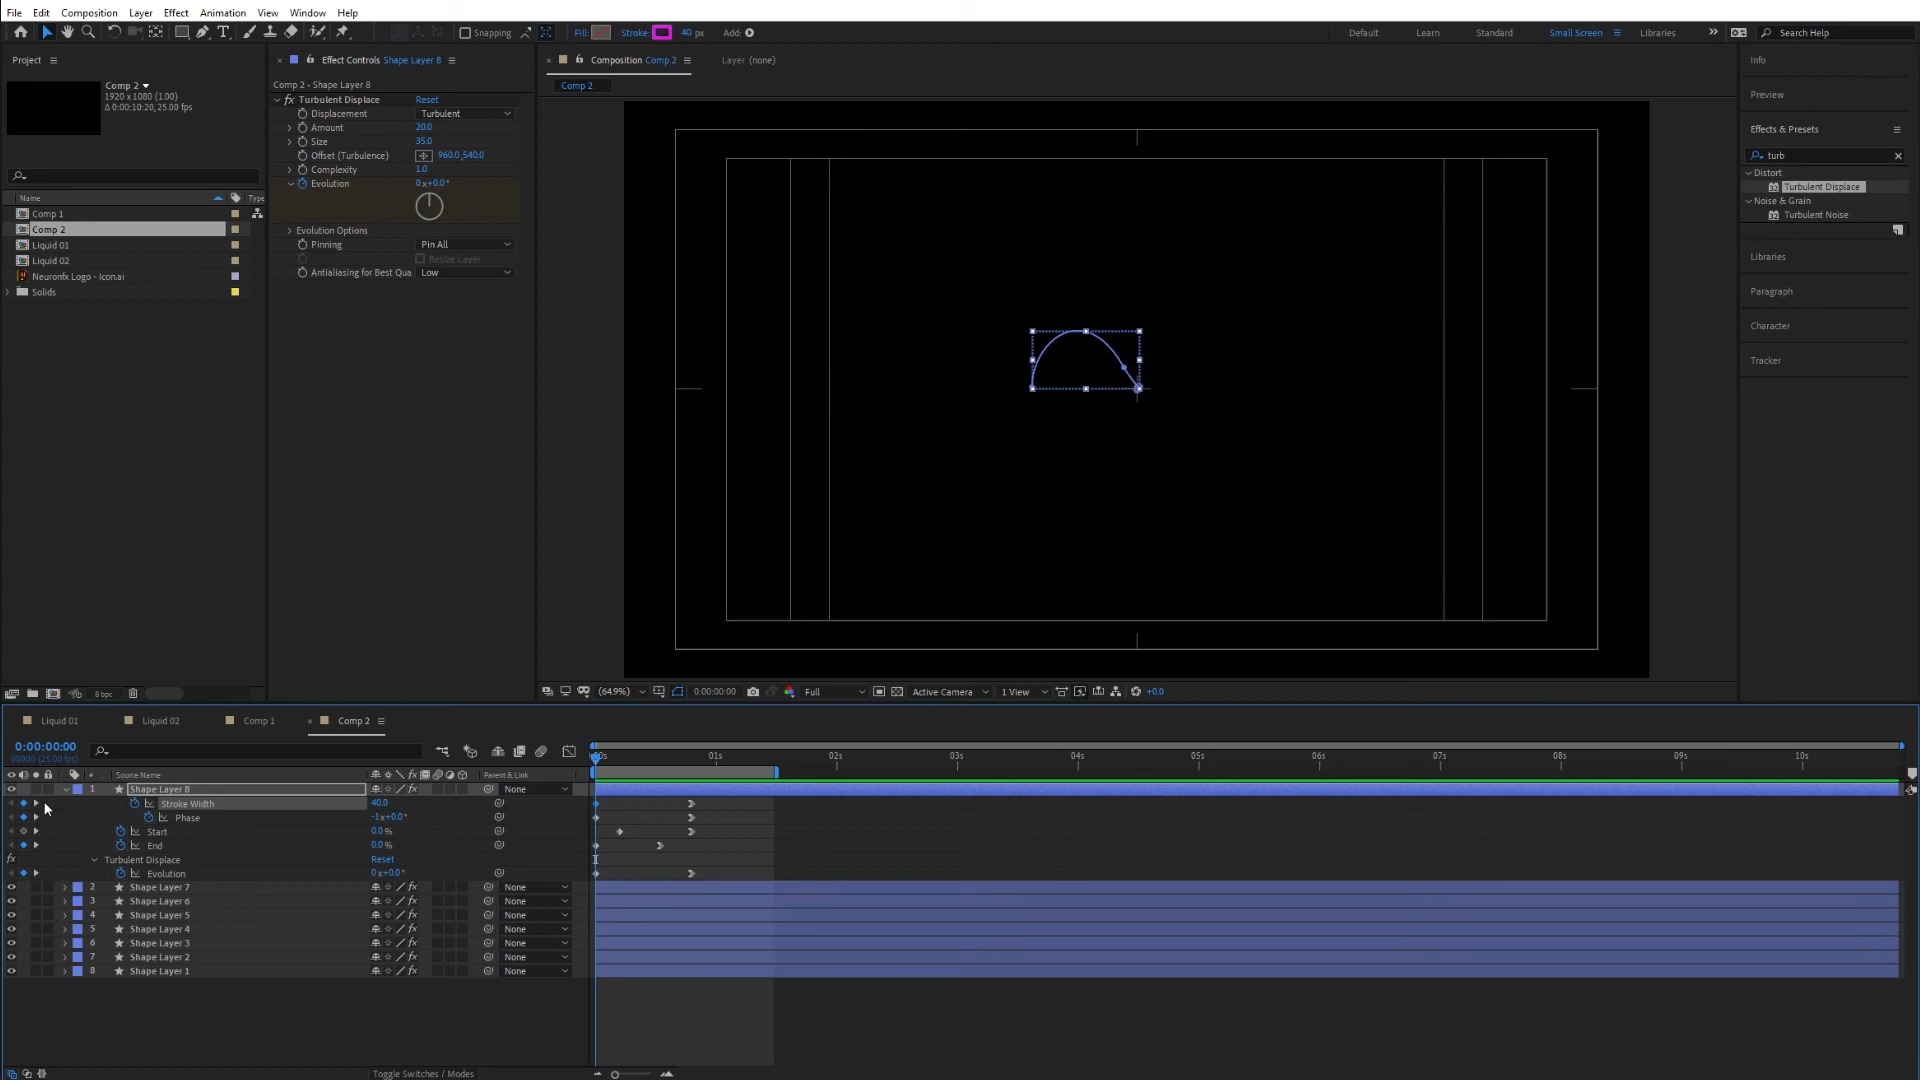 File Edit Composition Layer Effect Animation View Window Help
Snapping Fill: Stroke: 40 px Add: Default Learn Standard Small Screen Libraries Search Help
Project
Comp 2
1920 x 1080 (1.00)
Δ 0:00:10:20, 25.00 fps
Name Type
Comp 1
Comp 2
Liquid 01
Liquid 02
Neuronfx Logo - Icon.ai
Solids
8 bpc
Effect Controls Shape Layer 8
Comp 2 • Shape Layer 8
fx Turbulent Displace Reset
Displacement Turbulent
Amount 20.0
Size 35.0
Offset (Turbulence) 960.0,540.0
Complexity 1.0
Evolution 0x+0.0°
Evolution Options
Pinning Pin All
Resize Layer
Antialiasing for Best Qua Low
Composition Comp 2 Layer (none)
Comp 2
(64.9%) 0:00:00:00 Full Active Camera 1 View +0.0
Info
Preview
Effects & Presets
turb
Distort
Turbulent Displace
Noise & Grain
Turbulent Noise
Libraries
Paragraph
Character
Tracker
Liquid 01 Liquid 02 Comp 1 Comp 2
0:00:00:00
00000 (25.00 fps)
:00s 01s 02s 03s 04s 05s 06s 07s 08s 09s 10s
# Source Name fx Parent & Link
1 Shape Layer 8 fx None
Stroke Width 40.0
Phase -1x+0.0°
Start 0.0 %
End 0.0 %
fx Turbulent Displace Reset
Evolution 0x+0.0°
2 Shape Layer 7 fx None
3 Shape Layer 6 fx None
4 Shape Layer 5 fx None
5 Shape Layer 4 fx None
6 Shape Layer 3 fx None
7 Shape Layer 2 fx None
8 Shape Layer 1 fx None
Toggle Switches / Modes